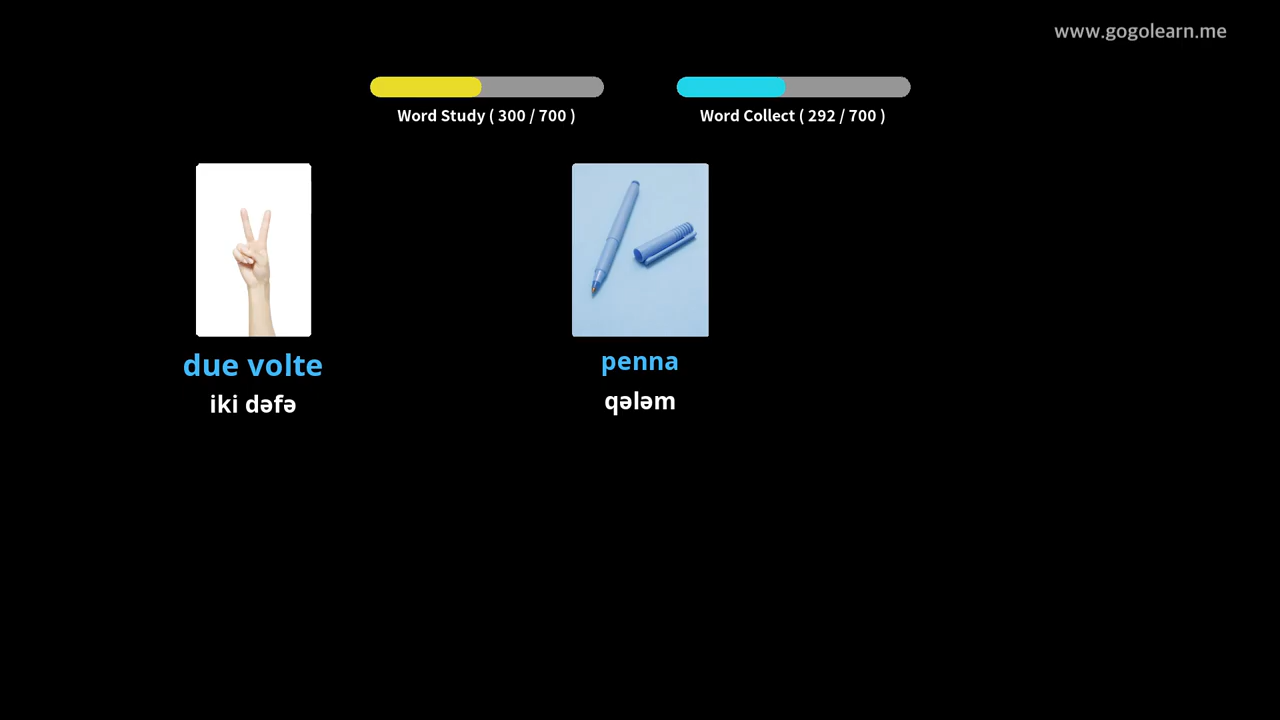 www.gogolearn.me
Word Study ( 300 / 700 )
Word Collect ( 292 / 700 )
due volte
iki dəfə
penna
qələm